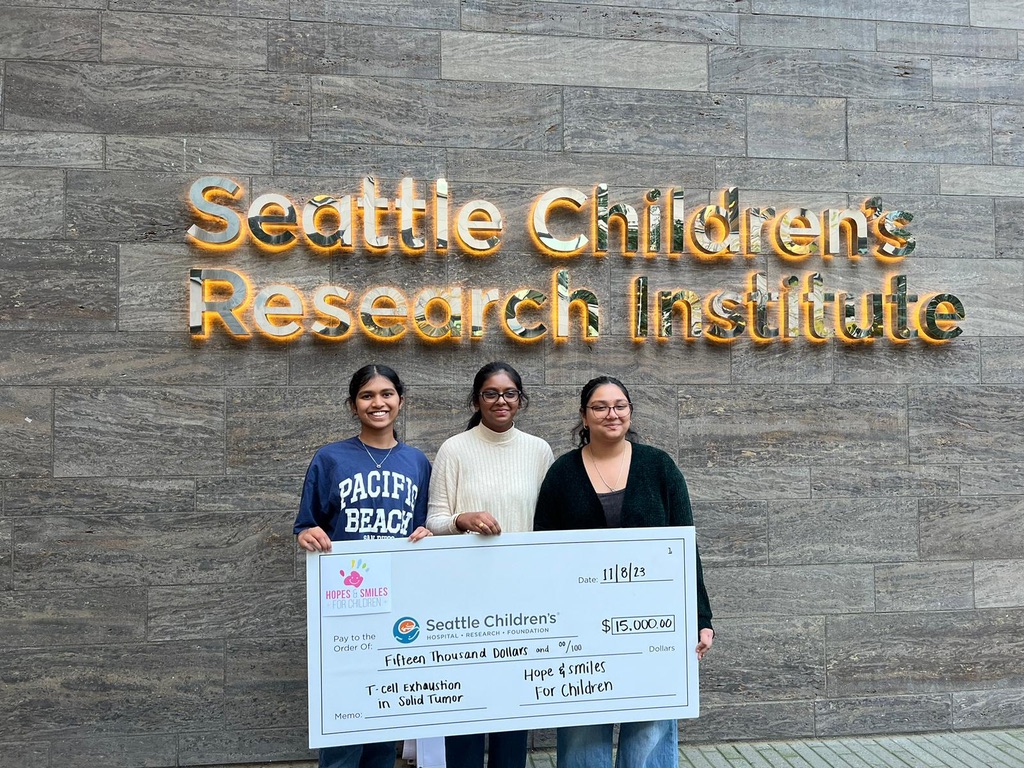 Seattle Children's
Research Institute
PACIFIC
BEACH
SAN DIEGO
1
HOPES & SMILES
FOR CHILDREN
Date: 11/8/23
Pay to the
Order Of:
Seattle Children's®
HOSPITAL • RESEARCH • FOUNDATION
$15,000.00
Fifteen Thousand Dollars and 00/100 Dollars
T-cell Exhaustion
in Solid Tumor
Memo:
Hope & Smiles
For Children